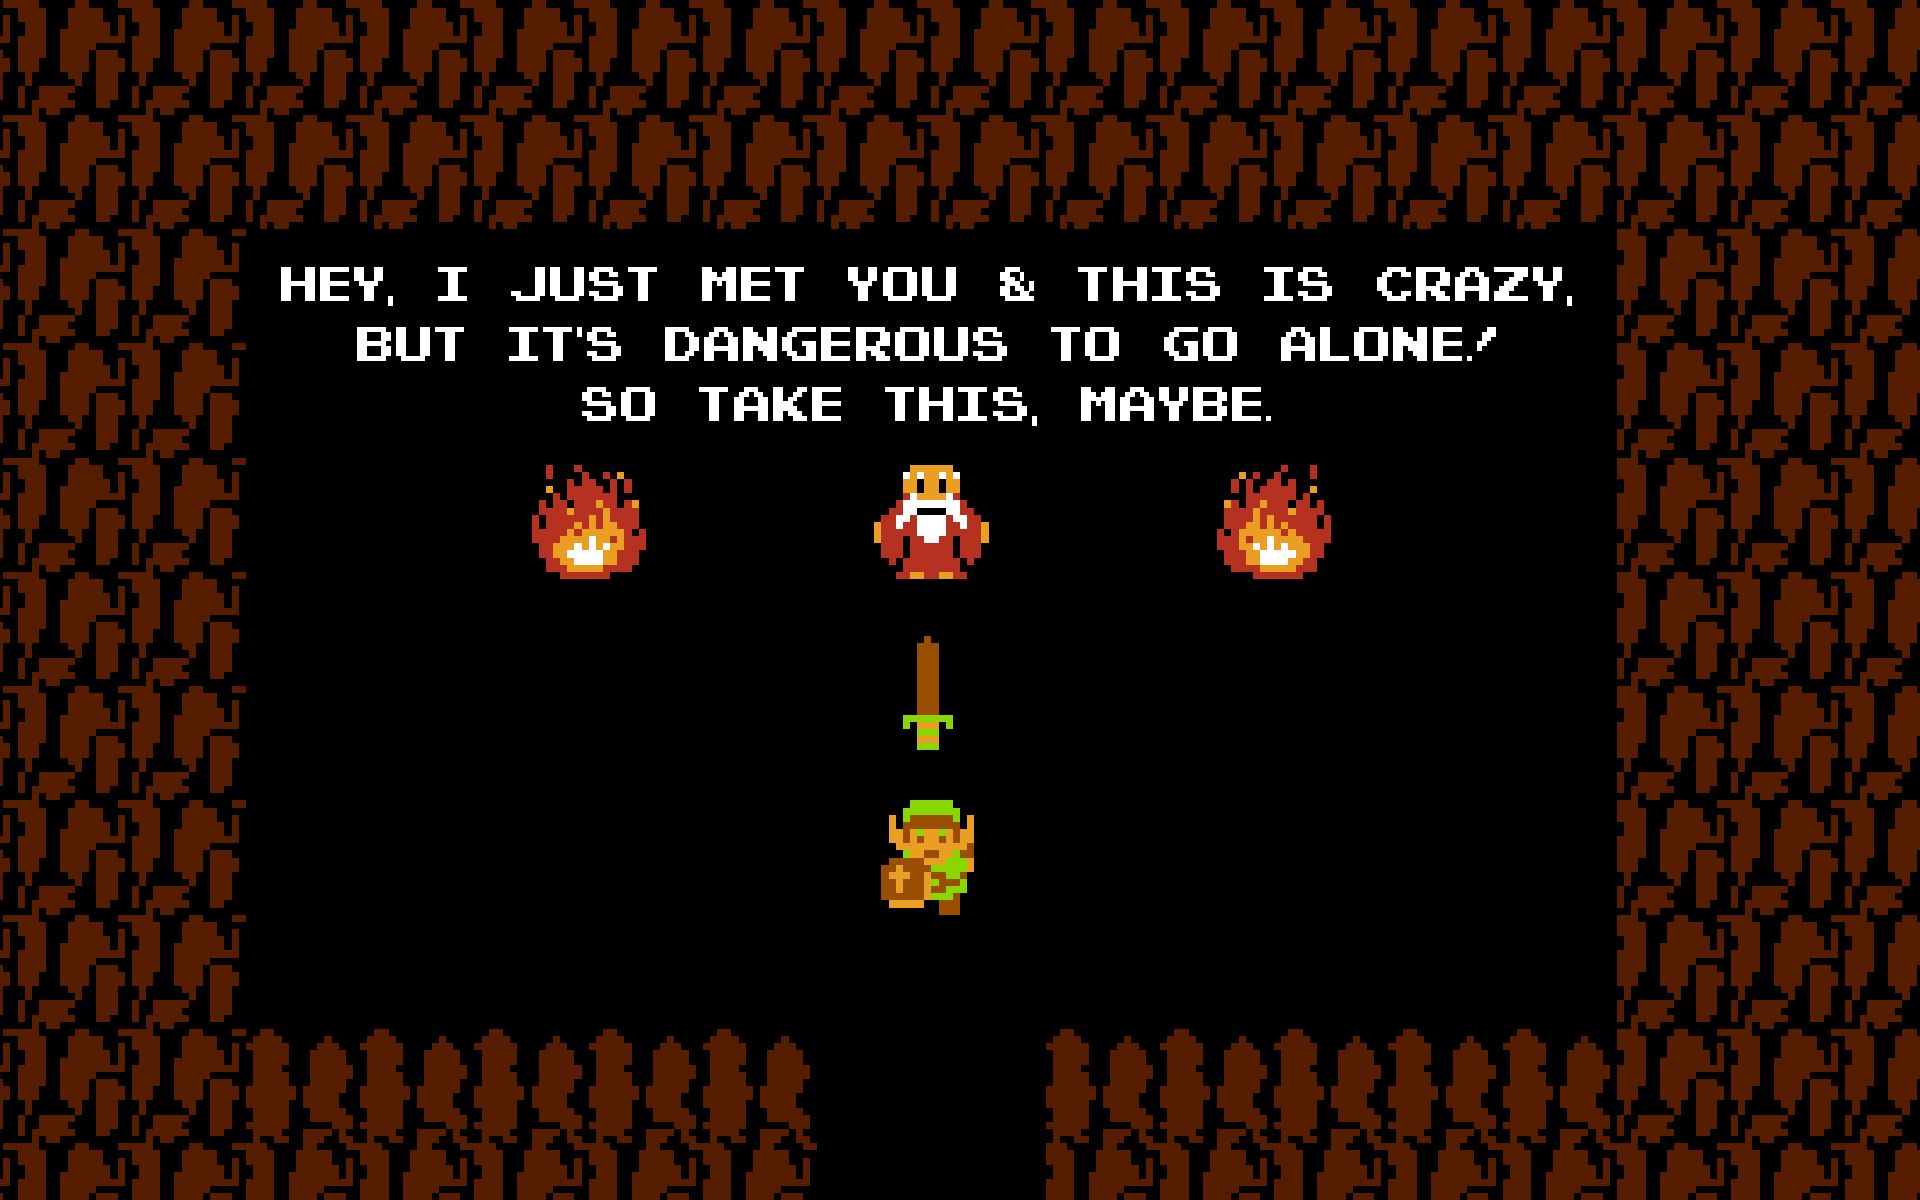 HEY, I JUST MET YOU & THIS IS CRAZY,
BUT IT'S DANGEROUS TO GO ALONE!
SO TAKE THIS, MAYBE.